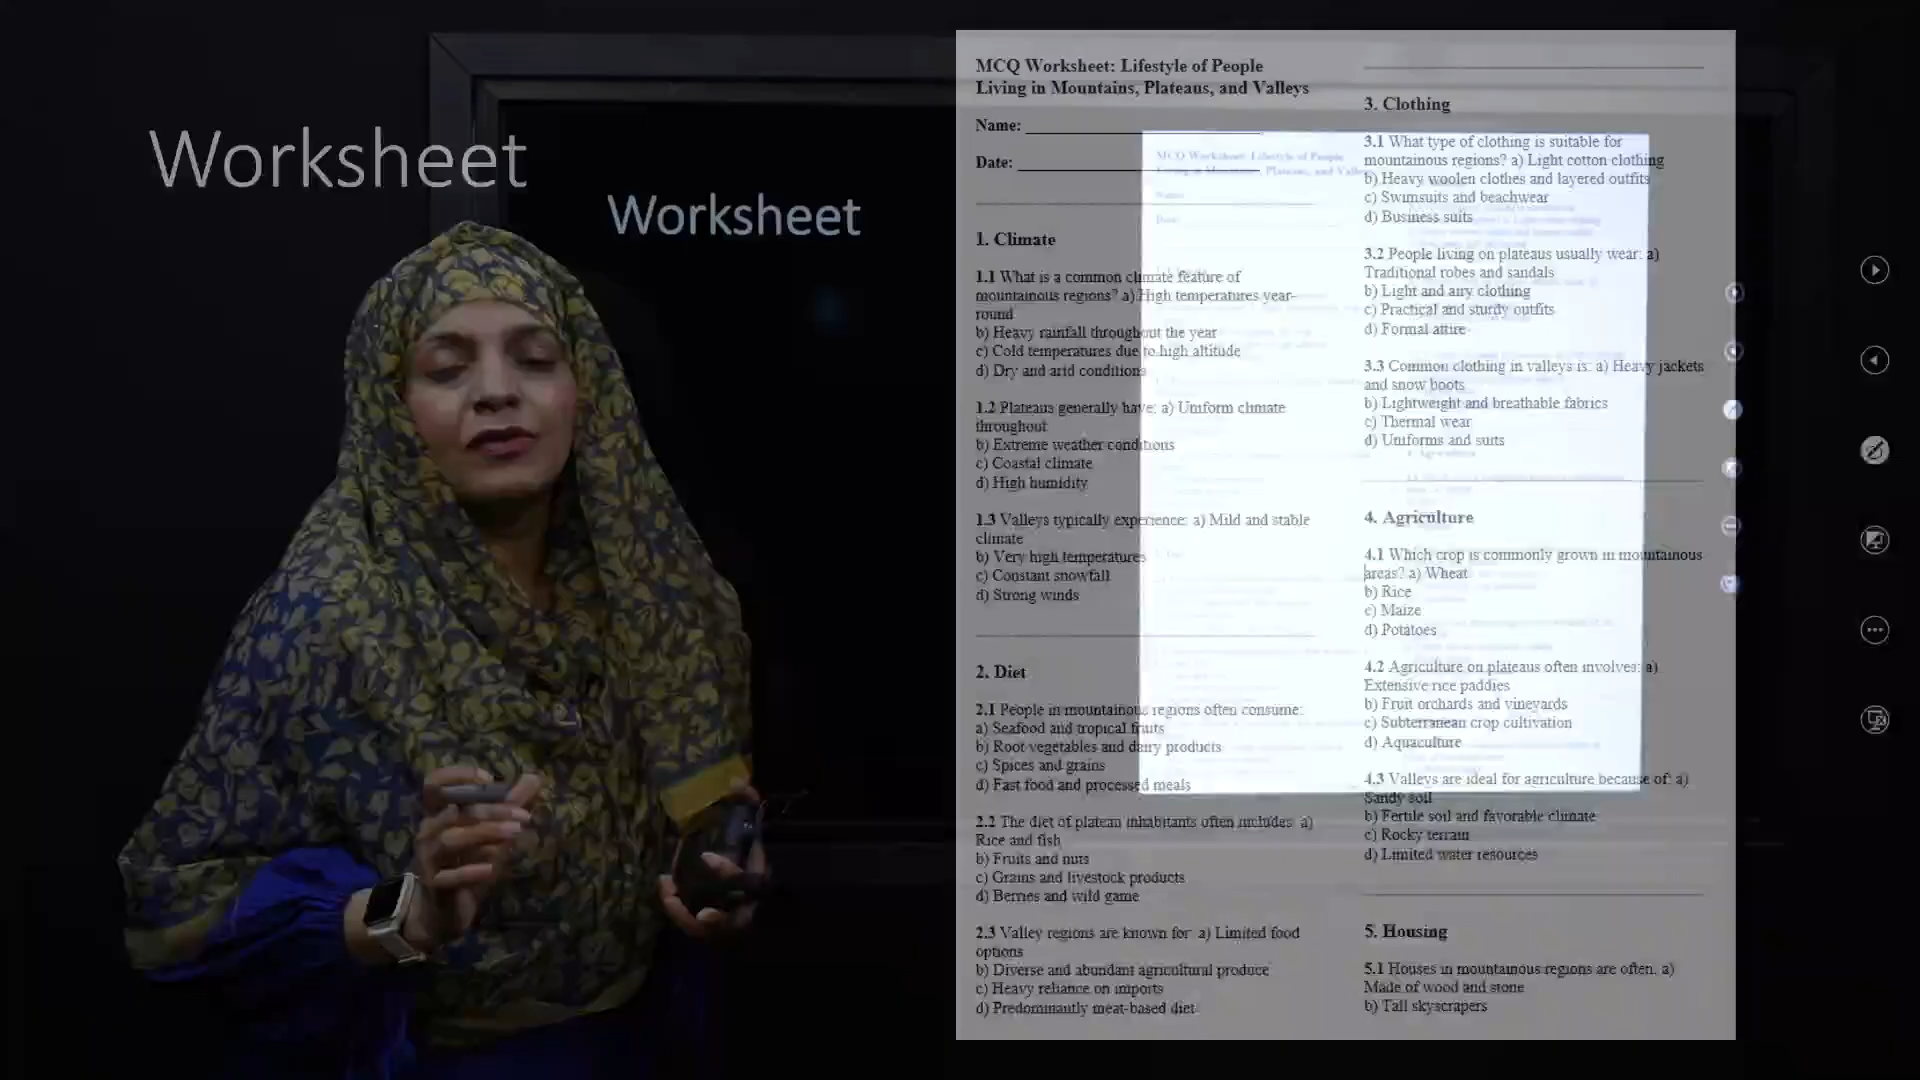 Worksheet
Worksheet
MCQ Worksheet: Lifestyle of People
Living in Mountains, Plateaus, and Valleys
Name:
Date:
1. Climate
1.1 What is a common climate feature of
mountainous regions? a) High temperatures year-
round
b) Heavy rainfall throughout the year
c) Cold temperatures due to high altitude
d) Dry and arid conditions
1.2 Plateaus generally have: a) Uniform climate
throughout
b) Extreme weather conditions
c) Coastal climate
d) High humidity
1.3 Valleys typically experience: a) Mild and stable
climate
b) Very high temperatures
c) Constant snowfall
d) Strong winds
2. Diet
2.1 People in mountainous regions often consume:
a) Seafood and tropical fruits
b) Root vegetables and dairy products
c) Spices and grains
d) Fast food and processed meals
2.2 The diet of plateau inhabitants often includes: a)
Rice and fish
b) Fruits and nuts
c) Grains and livestock products
d) Berries and wild game
2.3 Valley regions are known for: a) Limited food
options
b) Diverse and abundant agricultural produce
c) Heavy reliance on imports
d) Predominantly meat-based diet
3. Clothing
3.1 What type of clothing is suitable for
mountainous regions? a) Light cotton clothing
b) Heavy woolen clothes and layered outfits
c) Swimsuits and beachwear
d) Business suits
3.2 People living on plateaus usually wear: a)
Traditional robes and sandals
b) Light and airy clothing
c) Practical and sturdy outfits
d) Formal attire
3.3 Common clothing in valleys is: a) Heavy jackets
and snow boots
b) Lightweight and breathable fabrics
c) Thermal wear
d) Uniforms and suits
4. Agriculture
4.1 Which crop is commonly grown in mountainous
areas? a) Wheat
b) Rice
c) Maize
d) Potatoes
4.2 Agriculture on plateaus often involves: a)
Extensive rice paddies
b) Fruit orchards and vineyards
c) Subterranean crop cultivation
d) Aquaculture
4.3 Valleys are ideal for agriculture because of: a)
Sandy soil
b) Fertile soil and favorable climate
c) Rocky terrain
d) Limited water resources
5. Housing
5.1 Houses in mountainous regions are often: a)
Made of wood and stone
b) Tall skyscrapers